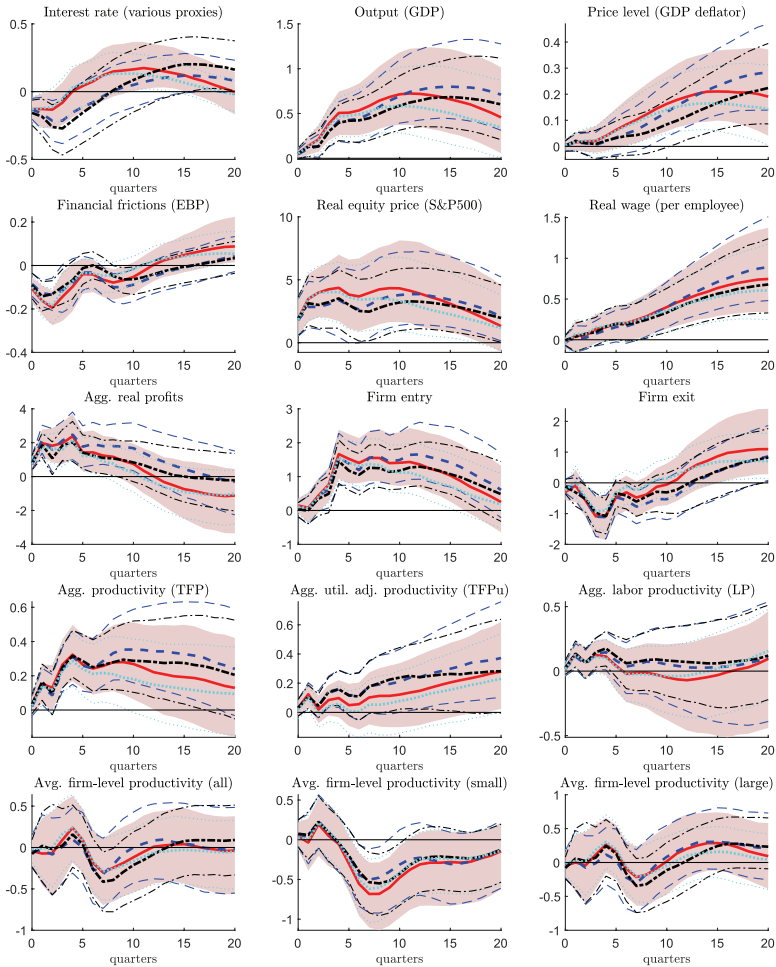 Interest rate (various proxies) Output (GDP) Price level (GDP deflator)
0.5 1.5 0.4
0 1 0.3
-0.5 0.5 0.2
0 0.1
0
0 5 10 15 20 0 5 10 15 20 0 5 10 15 20
quarters quarters quarters
Financial frictions (EBP) Real equity price (S&P500) Real wage (per employee)
0.2 10 1.5
0 5 1
-0.2 0 0.5
-0.4 0
0 5 10 15 20 0 5 10 15 20 0 5 10 15 20
quarters quarters quarters
Agg. real profits Firm entry Firm exit
4 3 2
2 2 1
0 1 0
-2 0 -1
-4 -1 -2
0 5 10 15 20 0 5 10 15 20 0 5 10 15 20
quarters quarters quarters
Agg. productivity (TFP) Agg. util. adj. productivity (TFPu) Agg. labor productivity (LP)
0.6 0.6 0.5
0.4 0.4 0
0.2 0.2 -0.5
0 0
0 5 10 15 20 0 5 10 15 20 0 5 10 15 20
quarters quarters quarters
Avg. firm-level productivity (all) Avg. firm-level productivity (small) Avg. firm-level productivity (large)
0.5 0.5 1
0 0 0.5
-0.5 -0.5 0
-1 -1 -0.5
-1
0 5 10 15 20 0 5 10 15 20 0 5 10 15 20
quarters quarters quarters